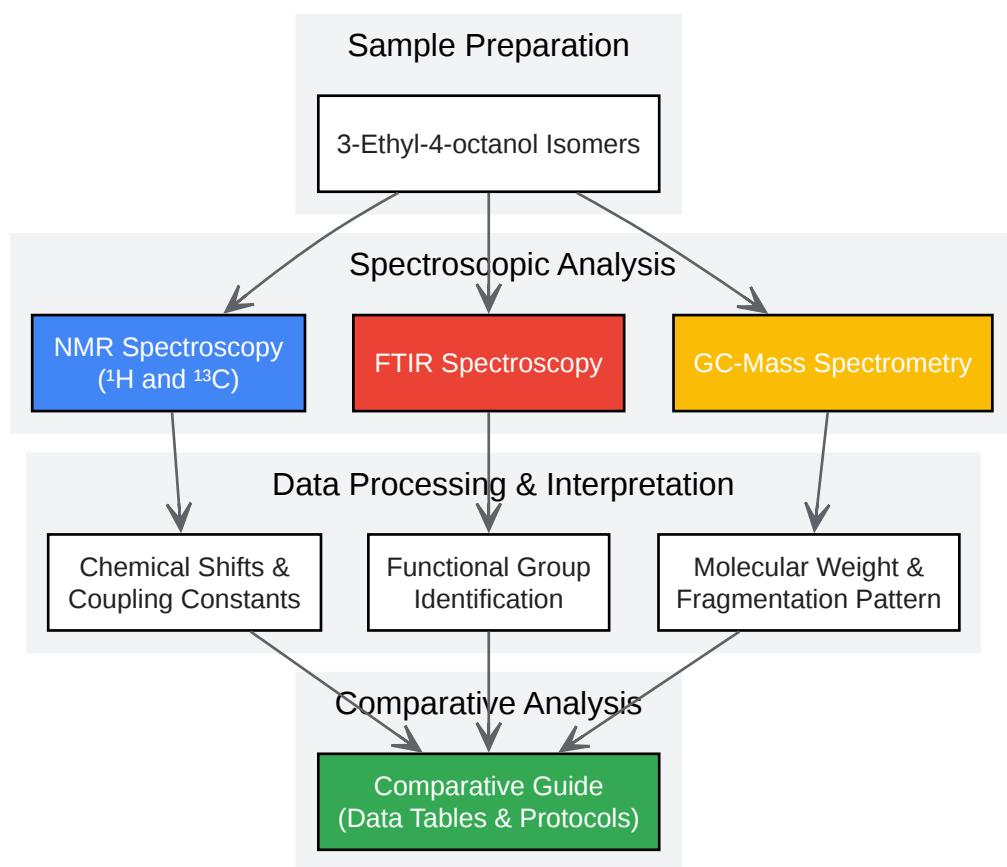 Sample Preparation
3-Ethyl-4-octanol Isomers
Spectroscopic Analysis
NMR Spectroscopy
(¹H and ¹³C)
FTIR Spectroscopy
GC-Mass Spectrometry
Data Processing & Interpretation
Chemical Shifts &
Coupling Constants
Functional Group
Identification
Molecular Weight &
Fragmentation Pattern
Comparative Analysis
Comparative Guide
(Data Tables & Protocols)